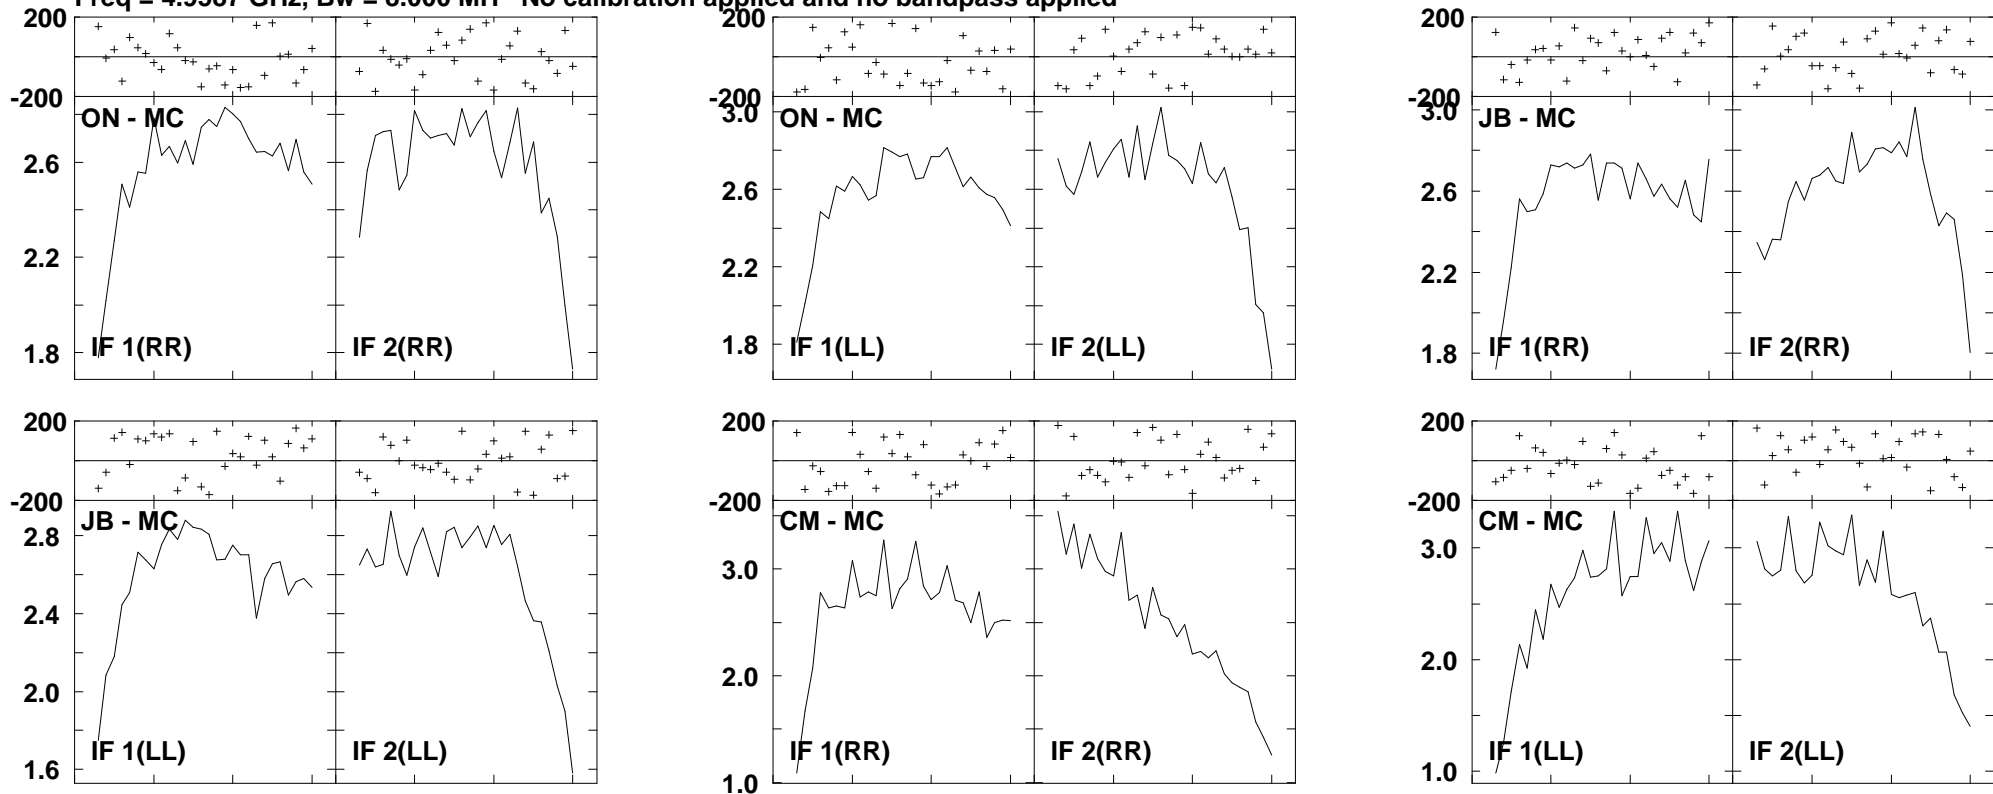 Freq = GHz, Bw = MH No calibration applied and no bandpass applied
200
-200
ON - MC
2.6
2.2
1.8
IF 1(RR)
IF 2(RR)
200
-200
3.0
ON - MC
2.6
2.2
1.8
IF 1(LL)
IF 2(LL)
200
-200
3.0
JB - MC
2.6
2.2
1.8
IF 1(RR)
IF 2(RR)
200
-200
JB - MC
2.8
2.4
2.0
1.6
IF 1(LL)
IF 2(LL)
200
-200
CM - MC
3.0
2.0
1.0
IF 1(RR)
IF 2(RR)
200
-200
CM - MC
3.0
2.0
1.0
IF 1(LL)
IF 2(LL)